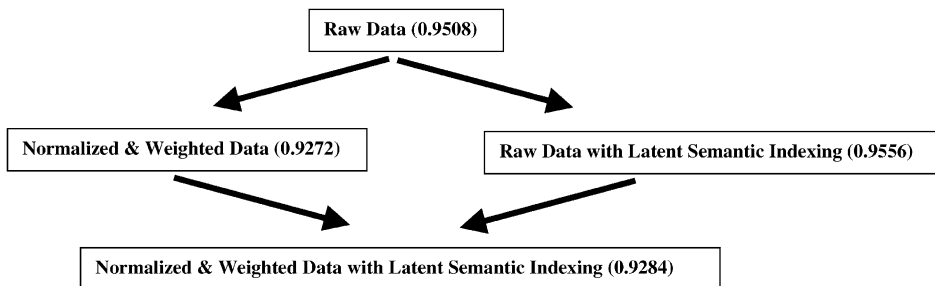 Raw Data (0.9508)
Normalized & Weighted Data (0.9272)
Raw Data with Latent Semantic Indexing (0.9556)
Normalized & Weighted Data with Latent Semantic Indexing (0.9284)